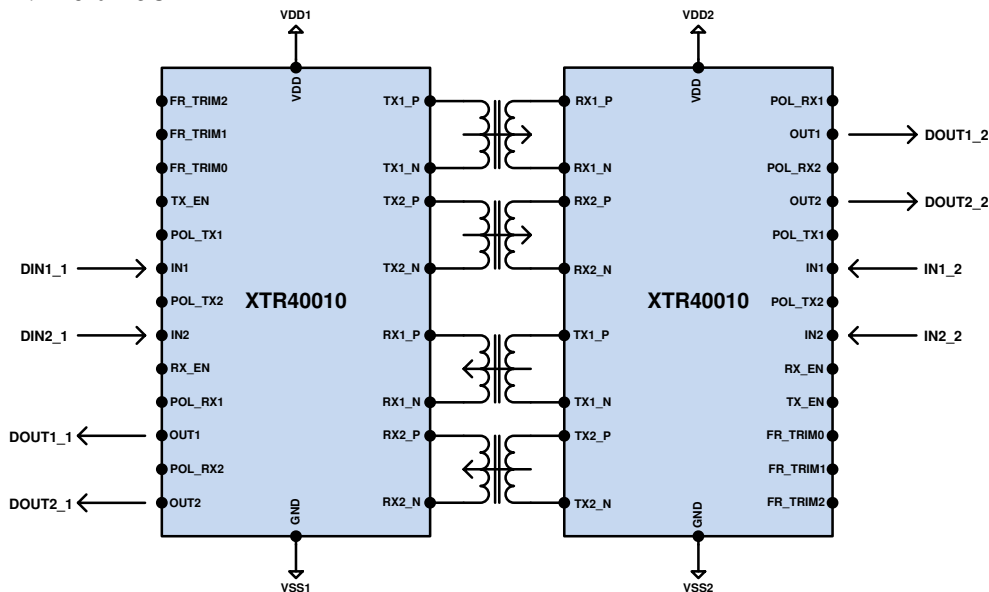 VDD1
VDD2
VDD
FR_TRIM2
FR_TRIM1
FR_TRIM0
TX_EN
POL_TX1
DIN1_1
IN1
POL_TX2
DIN2_1
IN2
RX_EN
POL_RX1
DOUT1_1
OUT1
POL_RX2
DOUT2_1
OUT2
XTR40010
TX1_P
TX1_N
TX2_P
TX2_N
RX1_P
RX1_N
RX2_P
RX2_N
GND
VSS1
VDD
RX1_P
RX1_N
RX2_P
RX2_N
TX1_P
TX1_N
TX2_P
TX2_N
XTR40010
POL_RX1
OUT1
DOUT1_2
POL_RX2
OUT2
DOUT2_2
POL_TX1
IN1
IN1_2
POL_TX2
IN2
IN2_2
RX_EN
TX_EN
FR_TRIM0
FR_TRIM1
FR_TRIM2
GND
VSS2